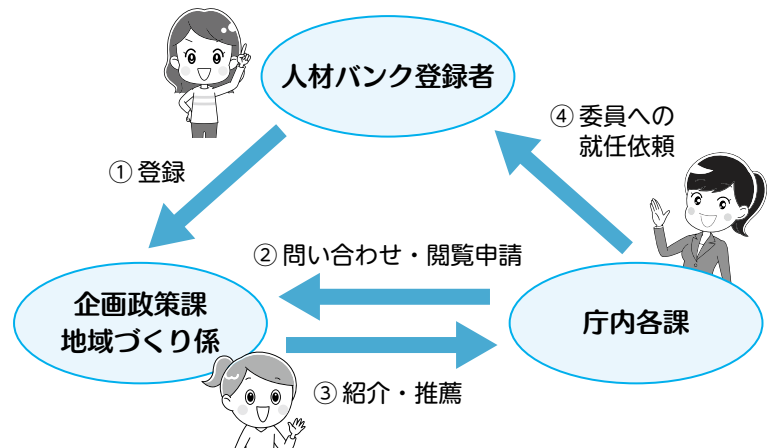 人材バンク登録者
④ 委員への
就任依頼
① 登録
② 問い合わせ・閲覧申請
企画政策課
地域づくり係
庁内各課
③ 紹介・推薦